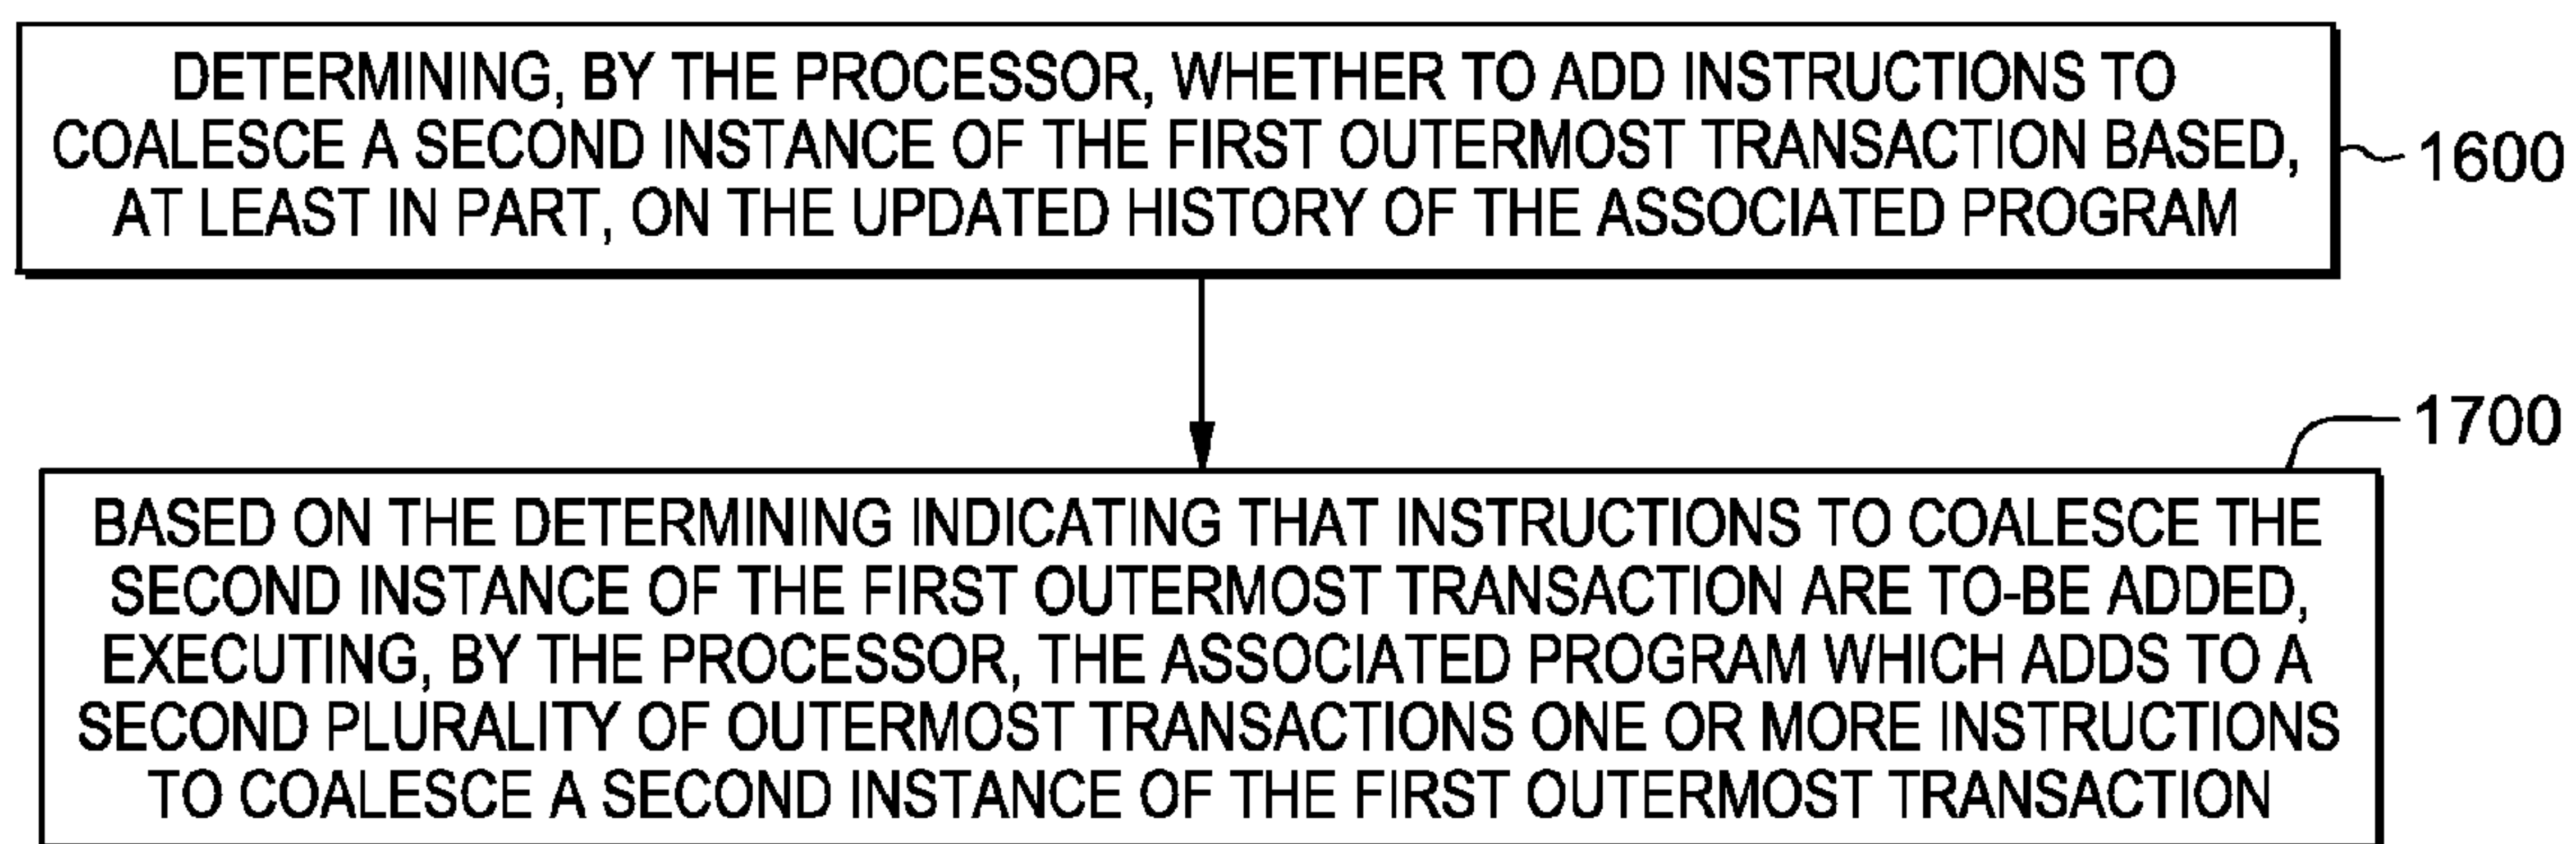 DETERMINING, BY THE PROCESSOR, WHETHER TO ADD INSTRUCTIONS TO
COALESCE A SECOND INSTANCE OF THE FIRST OUTERMOST TRANSACTION BASED,
AT LEAST IN PART, ON THE UPDATED HISTORY OF THE ASSOCIATED PROGRAM
1600
1700
BASED ON THE DETERMINING INDICATING THAT INSTRUCTIONS TO COALESCE THE
SECOND INSTANCE OF THE FIRST OUTERMOST TRANSACTION ARE TO-BE ADDED,
EXECUTING, BY THE PROCESSOR, THE ASSOCIATED PROGRAM WHICH ADDS TO A
SECOND PLURALITY OF OUTERMOST TRANSACTIONS ONE OR MORE INSTRUCTIONS
TO COALESCE A SECOND INSTANCE OF THE FIRST OUTERMOST TRANSACTION